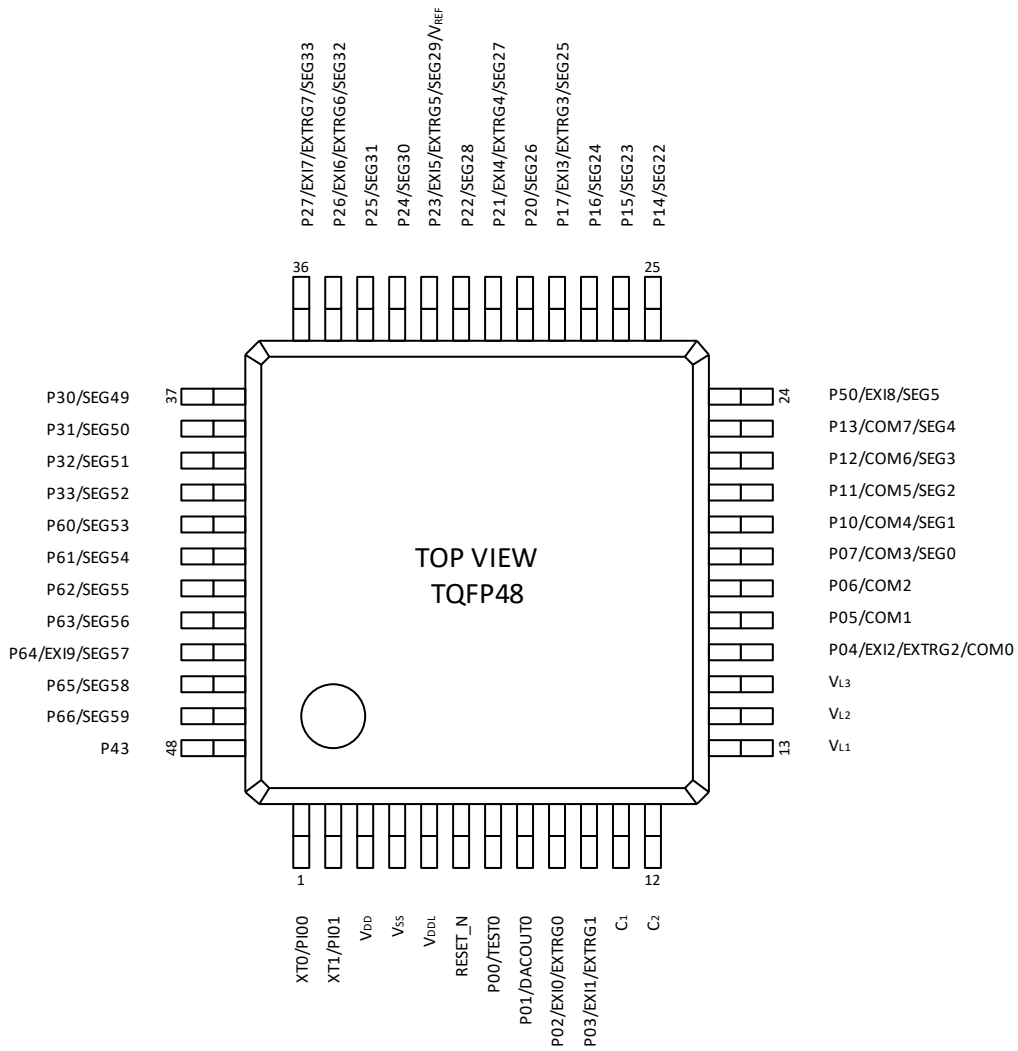 P27/EXI7/EXTRG7/SEG33
P26/EXI6/EXTRG6/SEG32
P25/SEG31
P24/SEG30
P23/EXI5/EXTRG5/SEG29/VREF
P22/SEG28
P21/EXI4/EXTRG4/SEG27
P20/SEG26
P17/EXI3/EXTRG3/SEG25
P16/SEG24
P15/SEG23
P14/SEG22
36
25
P30/SEG49
37
P31/SEG50
P32/SEG51
P33/SEG52
P60/SEG53
P61/SEG54
P62/SEG55
P63/SEG56
P64/EXI9/SEG57
P65/SEG58
P66/SEG59
P43
48
TOP VIEW
TQFP48
24
P50/EXI8/SEG5
P13/COM7/SEG4
P12/COM6/SEG3
P11/COM5/SEG2
P10/COM4/SEG1
P07/COM3/SEG0
P06/COM2
P05/COM1
P04/EXI2/EXTRG2/COM0
VL3
VL2
13
VL1
1
12
XT0/PI00
XT1/PI01
VDD
VSS
VDDL
RESET_N
P00/TEST0
P01/DACOUT0
P02/EXI0/EXTRG0
P03/EXI1/EXTRG1
C1
C2